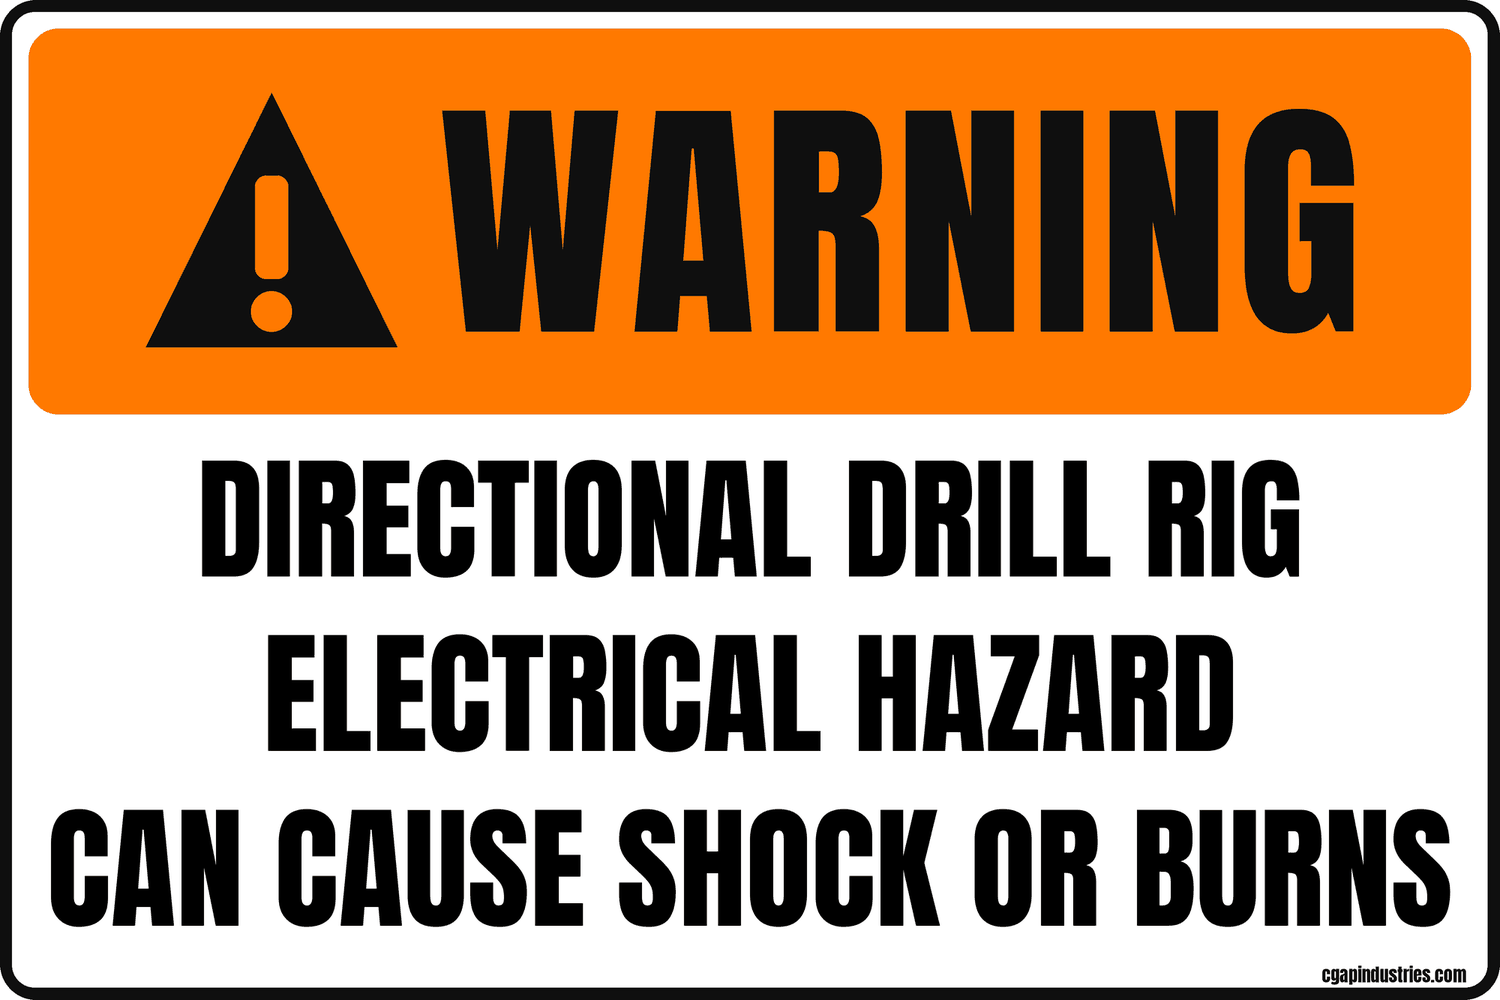 WARNING
DIRECTIONAL DRILL RIG
ELECTRICAL HAZARD
CAN CAUSE SHOCK OR BURNS
cgapindustries.com